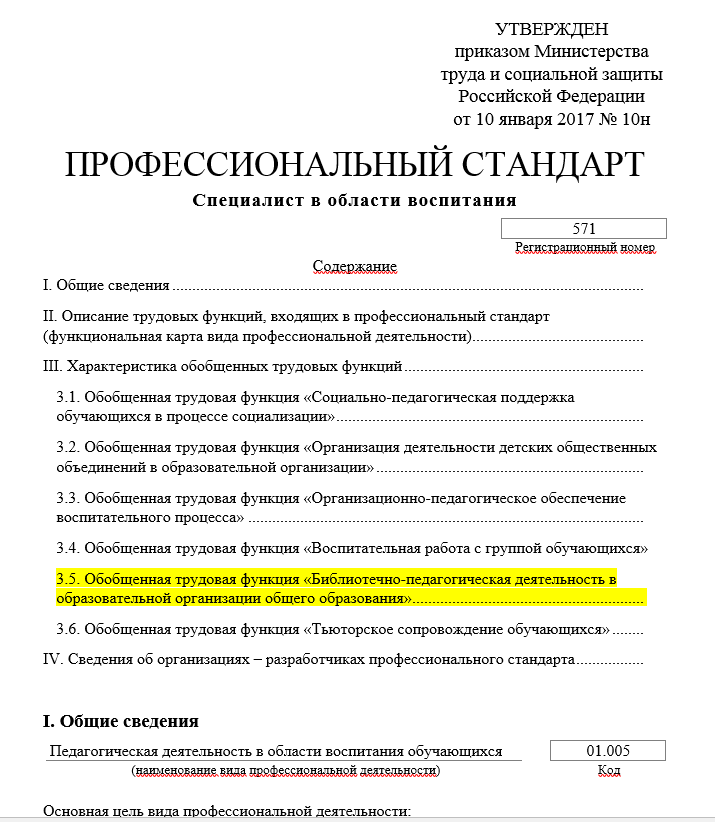 УТВЕРЖДЕН
приказом Министерства
труда и социальной защиты
Российской Федерации
от 10 января 2017 № 10н
ПРОФЕССИОНАЛЬНЫЙ СТАНДАРТ
Специалист в области воспитания
571
Регистрационный номер
Содержание
I. Общие сведения
II. Описание трудовых функций, входящих в профессиональный стандарт
(функциональная карта вида профессиональной деятельности)
III. Характеристика обобщенных трудовых функций
3.1. Обобщенная трудовая функция «Социально-педагогическая поддержка
обучающихся в процессе социализации»
3.2. Обобщенная трудовая функция «Организация деятельности детских общественных
объединений в образовательной организации»
3.3. Обобщенная трудовая функция «Организационно-педагогическое обеспечение
воспитательного процесса»
3.4. Обобщенная трудовая функция «Воспитательная работа с группой обучающихся»
3.5. Обобщенная трудовая функция «Библиотечно-педагогическая деятельность в
образовательной организации общего образования»
3.6. Обобщенная трудовая функция «Тьюторское сопровождение обучающихся»
IV. Сведения об организациях – разработчиках профессионального стандарта
I. Общие сведения
Педагогическая деятельность в области воспитания обучающихся 01.005
(наименование вида профессиональной деятельности) Код
Основная цель вида профессиональной деятельности: